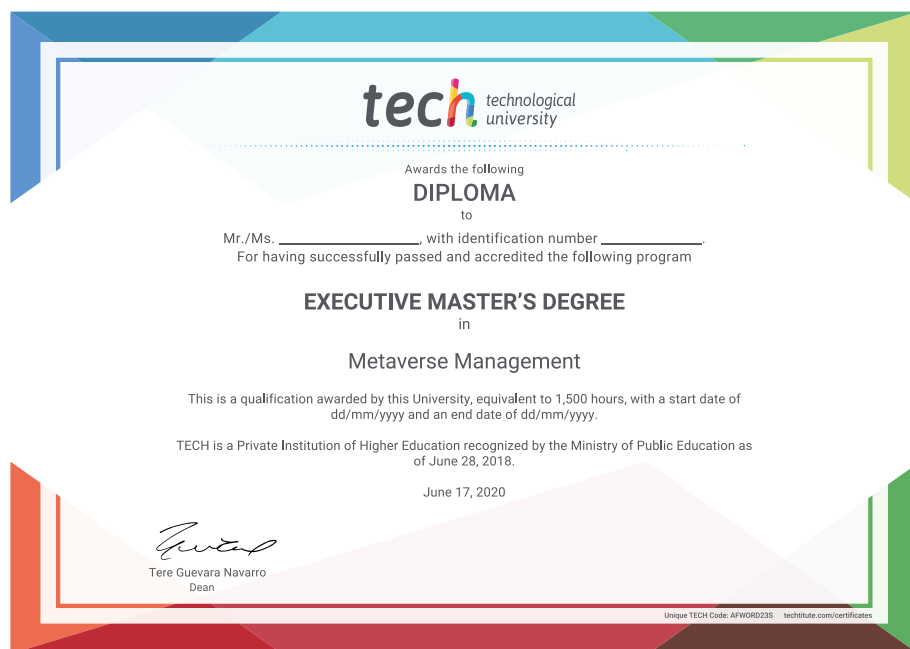 tech technological
university
Awards the following
DIPLOMA
to
Mr./Ms. _________________, with identification number ____________.
For having successfully passed and accredited the following program
EXECUTIVE MASTER'S DEGREE
in
Metaverse Management
This is a qualification awarded by this University, equivalent to 1,500 hours, with a start date of
dd/mm/yyyy and an end date of dd/mm/yyyy.
TECH is a Private Institution of Higher Education recognized by the Ministry of Public Education as
of June 28, 2018.
June 17, 2020
Tere Guevara Navarro
Dean
Unique TECH Code: AFWORD23S techtitute.com/certificates